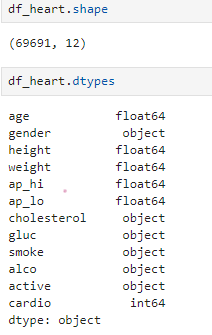 df_heart.shape
(69691, 12)
df_heart.dtypes
age float64
gender object
height float64
weight float64
ap_hi float64
ap_lo float64
cholesterol object
gluc object
smoke object
alco object
active object
cardio int64
dtype: object